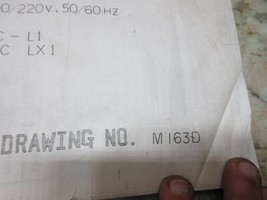 0/220V.50/60HZ
C - L1
C LX1
DRAWING NO. M163D